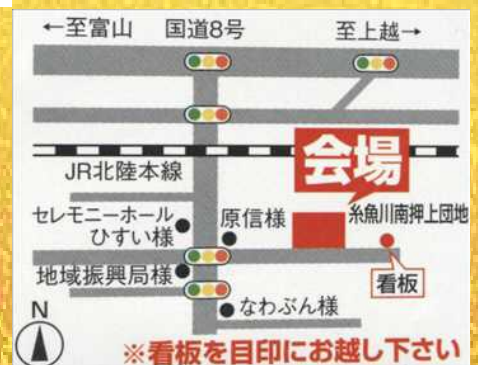 ←至富山 国道8号 至上越→
JR北陸本線
会場
セレモニーホール
ひすい様
原信様
糸魚川南押上団地
地域振興局様
看板
なわぶん様
N
※看板を目印にお越し下さい